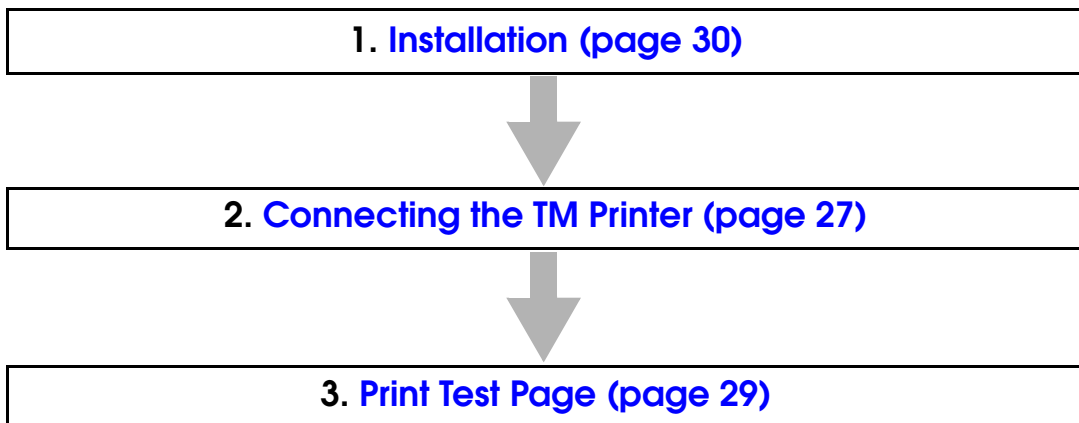 1. Installation (page 30)
2. Connecting the TM Printer (page 27)
3. Print Test Page (page 29)